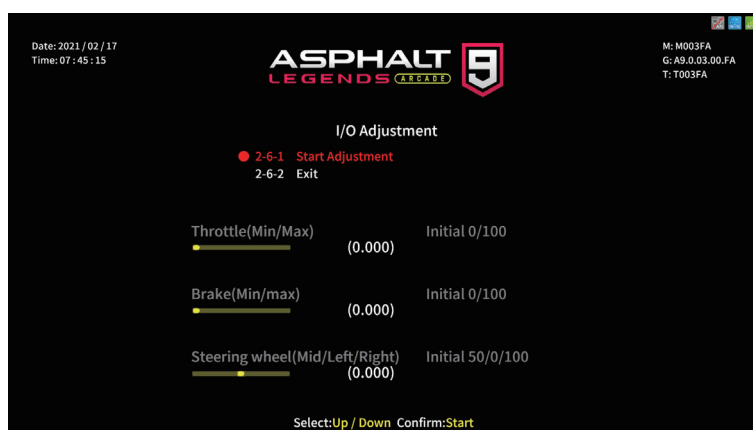 Date: 2021 / 02 / 17
Time: 07 : 45 : 15
ASPHALT 9
LEGENDS ARCADE
M: M003FA
G: A9.0.03.00.FA
T: T003FA
I/O Adjustment
2-6-1 Start Adjustment
2-6-2 Exit
Throttle(Min/Max) Initial 0/100
(0.000)
Brake(Min/max) Initial 0/100
(0.000)
Steering wheel(Mid/Left/Right) Initial 50/0/100
(0.000)
Select:Up / Down Confirm:Start